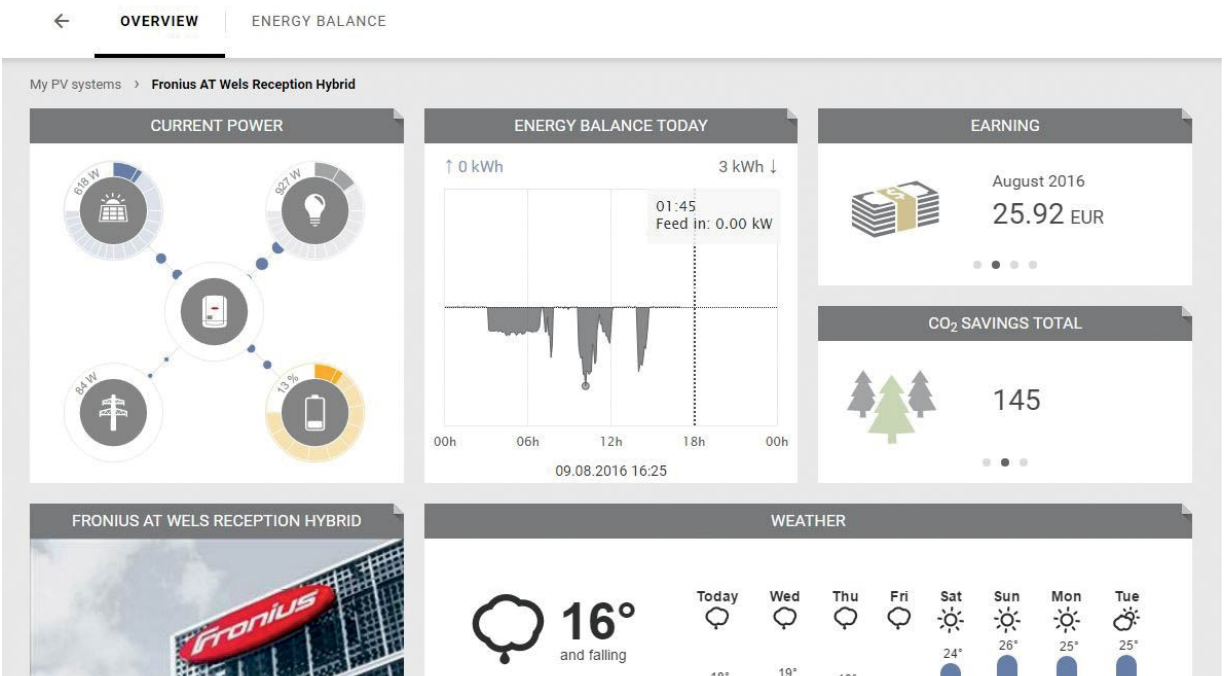 OVERVIEW
ENERGY BALANCE
My PV systems > Fronius AT Wels Reception Hybrid
CURRENT POWER
618 W
927 W
84 W
13 %
ENERGY BALANCE TODAY
↑ 0 kWh
3 kWh ↓
01:45
Feed in: 0.00 kW
00h 06h 12h 18h 00h
09.08.2016 16:25
EARNING
August 2016
25.92 EUR
CO₂ SAVINGS TOTAL
145
FRONIUS AT WELS RECEPTION HYBRID
Fronius
WEATHER
16°
and falling
Today Wed Thu Fri Sat Sun Mon Tue
24° 26° 25° 25°
19°